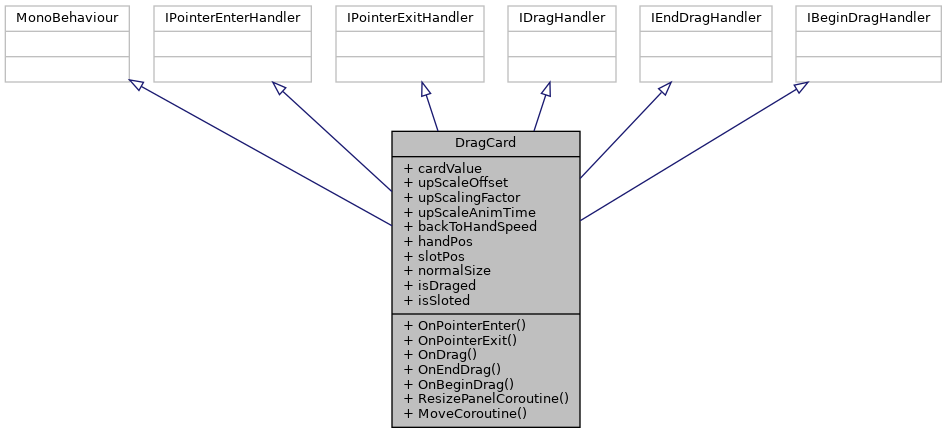 MonoBehaviour
IPointerEnterHandler
IPointerExitHandler
IDragHandler
IEndDragHandler
IBeginDragHandler
DragCard
+ cardValue
+ upScaleOffset
+ upScalingFactor
+ upScaleAnimTime
+ backToHandSpeed
+ handPos
+ slotPos
+ normalSize
+ isDraged
+ isSloted
+ OnPointerEnter()
+ OnPointerExit()
+ OnDrag()
+ OnEndDrag()
+ OnBeginDrag()
+ ResizePanelCoroutine()
+ MoveCoroutine()